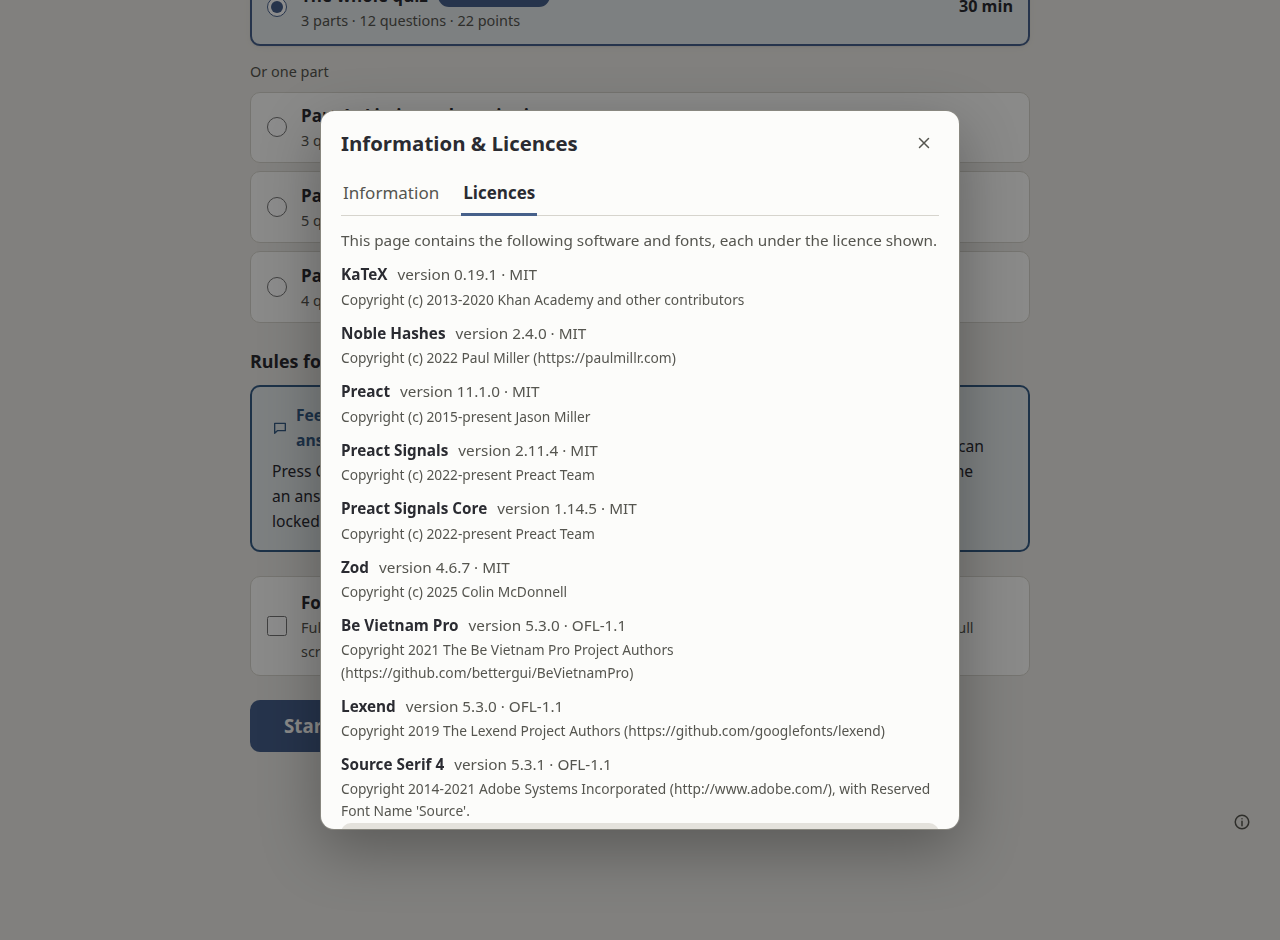 3 parts · 12 questions · 22 points
30 min
Or one part
Information & Licences
Information
Licences
This page contains the following software and fonts, each under the licence shown.
KaTeX version 0.19.1 · MIT
Copyright (c) 2013-2020 Khan Academy and other contributors
Noble Hashes version 2.4.0 · MIT
Copyright (c) 2022 Paul Miller (https://paulmillr.com)
Preact version 11.1.0 · MIT
Copyright (c) 2015-present Jason Miller
Preact Signals version 2.11.4 · MIT
Copyright (c) 2022-present Preact Team
Preact Signals Core version 1.14.5 · MIT
Copyright (c) 2022-present Preact Team
Zod version 4.6.7 · MIT
Copyright (c) 2025 Colin McDonnell
Be Vietnam Pro version 5.3.0 · OFL-1.1
Copyright 2021 The Be Vietnam Pro Project Authors
(https://github.com/bettergui/BeVietnamPro)
Lexend version 5.3.0 · OFL-1.1
Copyright 2019 The Lexend Project Authors (https://github.com/googlefonts/lexend)
Source Serif 4 version 5.3.1 · OFL-1.1
Copyright 2014-2021 Adobe Systems Incorporated (http://www.adobe.com/), with Reserved
Font Name 'Source'.
Rules
can
Press
an
locked